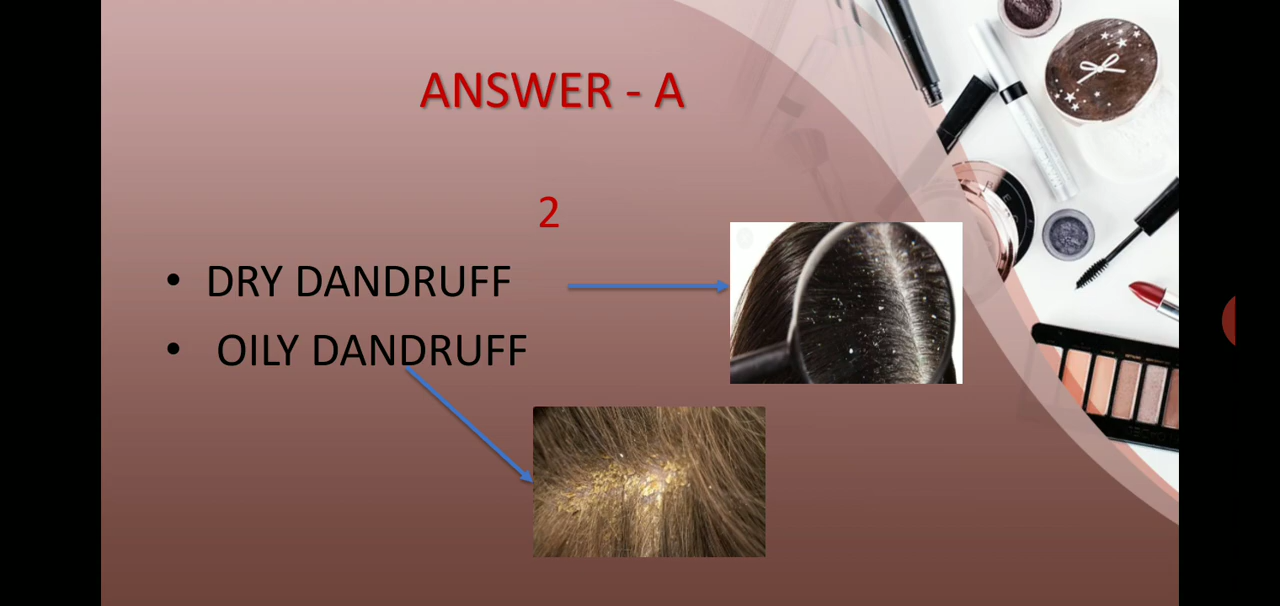 ANSWER - A
2
• DRY DANDRUFF
• OILY DANDRUFF